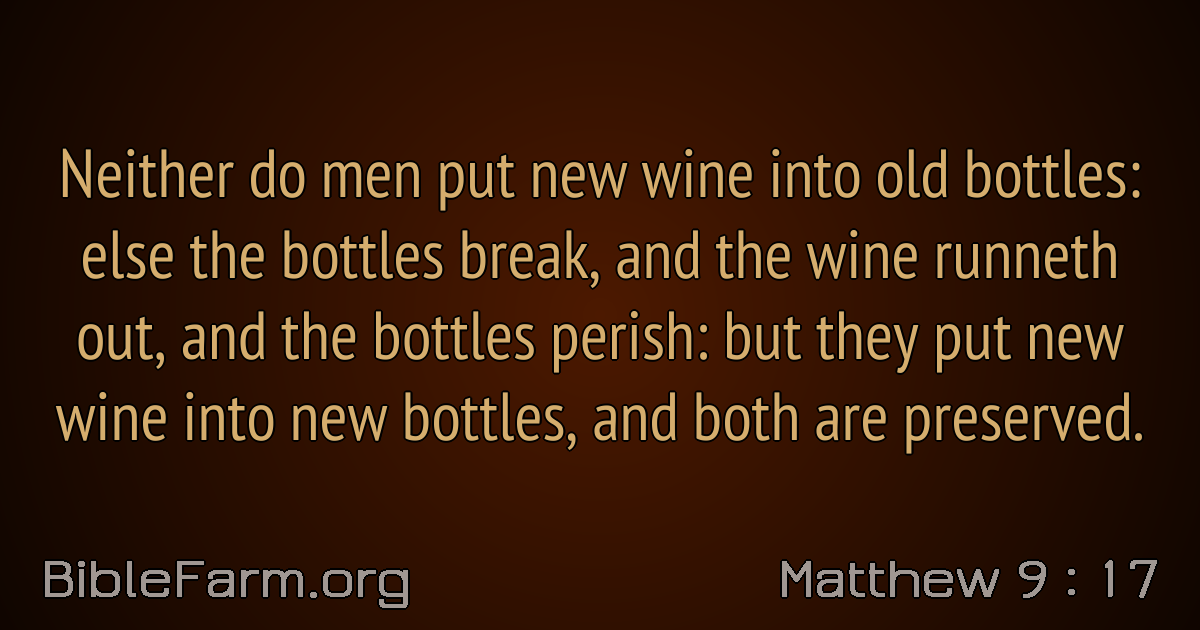 Neither do men put new wine into old bottles:
else the bottles break, and the wine runneth
out, and the bottles perish: but they put new
wine into new bottles, and both are preserved.
BibleFarm.org
Matthew 9 : 17